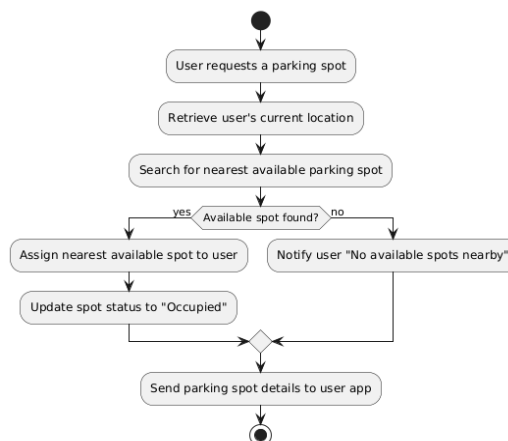 User requests a parking spot
Retrieve user's current location
Search for nearest available parking spot
yes
Available spot found?
no
Assign nearest available spot to user
Notify user "No available spots nearby"
Update spot status to "Occupied"
Send parking spot details to user app